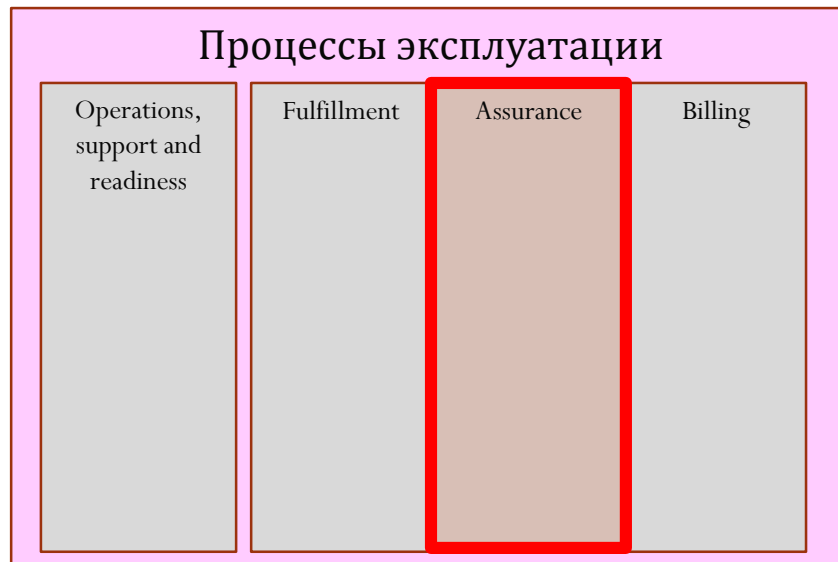 Процессы эксплуатации
Operations,
support and
readiness
Fulfillment
Assurance
Billing